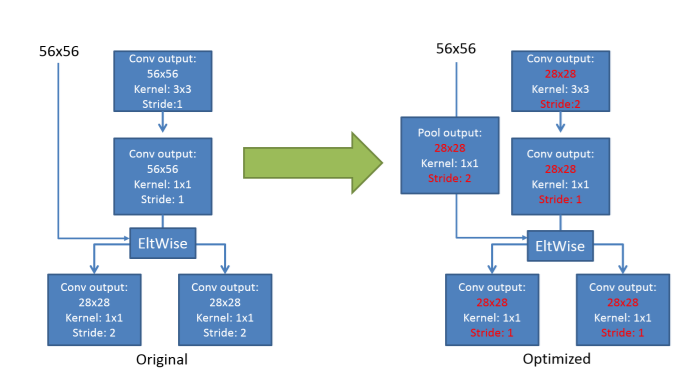 56x56
Conv output:
56x56
Kernel: 3x3
Stride:1
Conv output:
56x56
Kernel: 1x1
Stride: 1
EltWise
Conv output:
28x28
Kernel: 1x1
Stride: 2
Conv output:
28x28
Kernel: 1x1
Stride: 2
Original
56x56
Conv output:
28x28
Kernel: 3x3
Stride:2
Pool output:
28x28
Kernel: 1x1
Stride: 2
Conv output:
28x28
Kernel: 1x1
Stride: 1
EltWise
Conv output:
28x28
Kernel: 1x1
Stride: 1
Conv output:
28x28
Kernel: 1x1
Stride: 1
Optimized